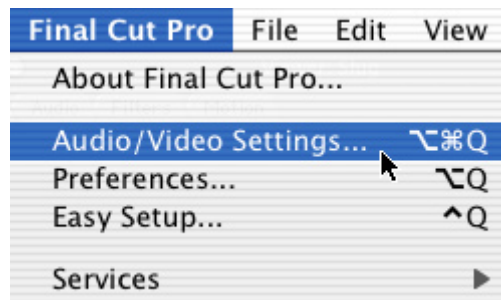 Final Cut Pro File Edit View
About Final Cut Pro...
Audio/Video Settings... ⌥⌘Q
Preferences... ⌥Q
Easy Setup... ^Q
Services ▶